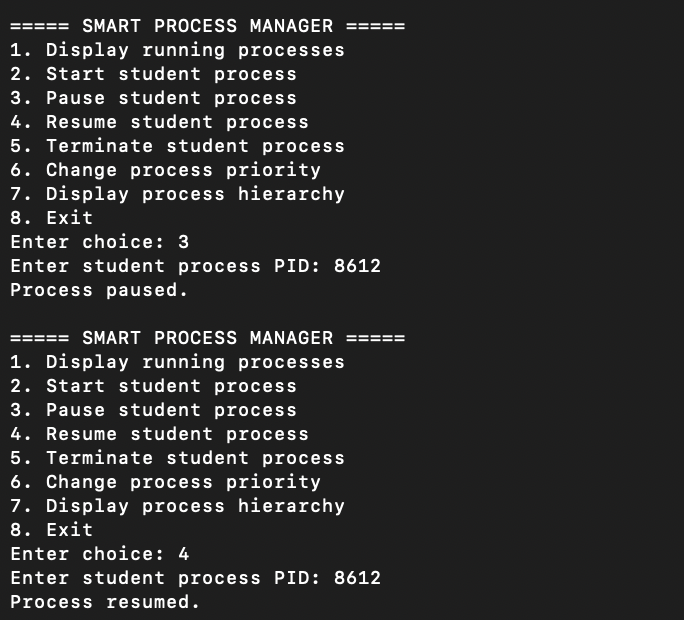 ===== SMART PROCESS MANAGER =====
1. Display running processes
2. Start student process
3. Pause student process
4. Resume student process
5. Terminate student process
6. Change process priority
7. Display process hierarchy
8. Exit
Enter choice: 3
Enter student process PID: 8612
Process paused.

===== SMART PROCESS MANAGER =====
1. Display running processes
2. Start student process
3. Pause student process
4. Resume student process
5. Terminate student process
6. Change process priority
7. Display process hierarchy
8. Exit
Enter choice: 4
Enter student process PID: 8612
Process resumed.